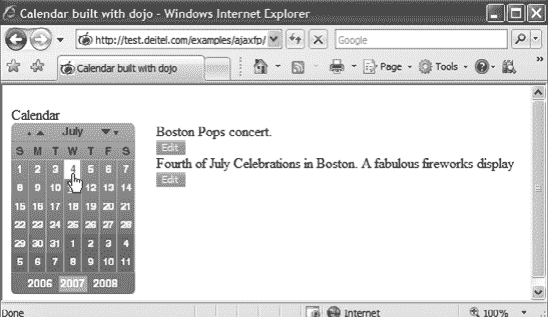 Calendar built with dojo - Windows Internet Explorer
http://test.deitel.com/examples/ajaxfp/
Google
Calendar built with dojo
Page
Tools
Calendar
July
S M T W T F S
1 2 3 4 5 6 7
8 9 10 11 12 13 14
15 16 17 18 19 20 21
22 23 24 25 26 27 28
29 30 31 1 2 3 4
5 6 7 8 9 10 11
2006 2007 2008
Boston Pops concert.
Edit
Fourth of July Celebrations in Boston. A fabulous fireworks display
Edit
Done
Internet
100%